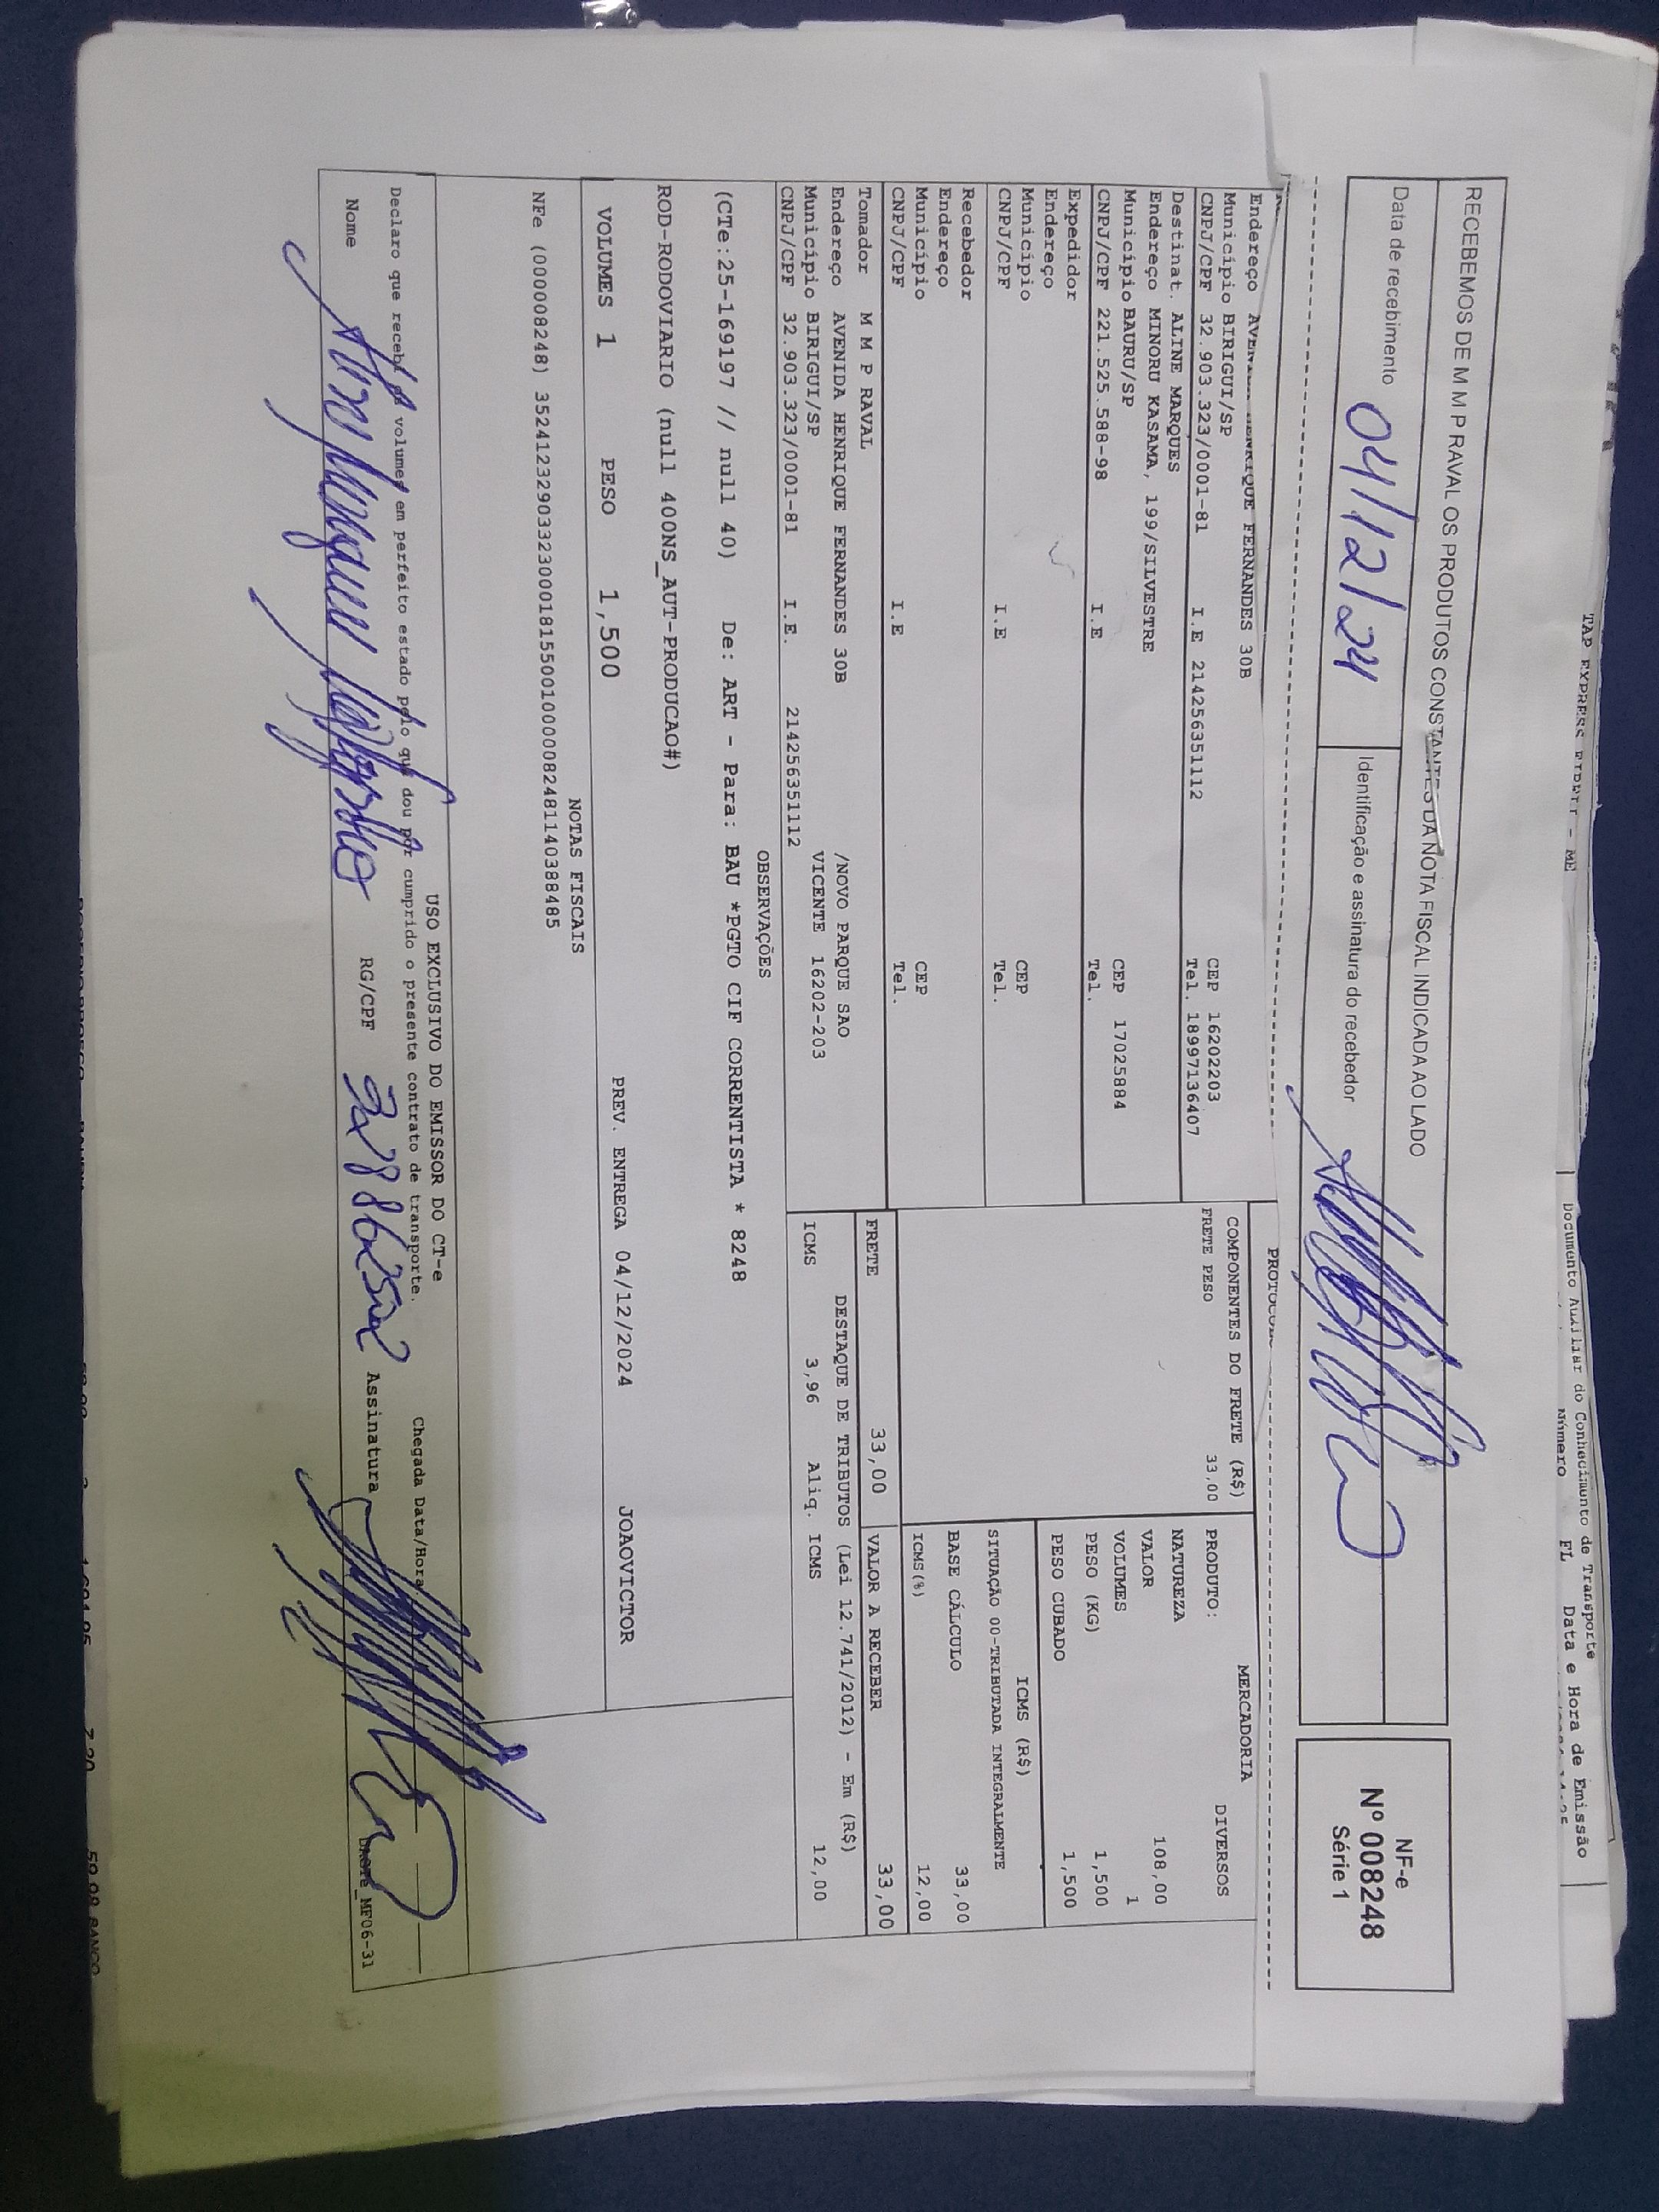 TAP EXPRESS EIRELI - ME
Documento Auxiliar do Conhecimento de Transporte
Número FL Data e Hora de Emissão
RECEBEMOS DE M M P RAVAL OS PRODUTOS CONSTANTES DA NOTA FISCAL INDICADA AO LADO
Data de recebimento 04/12/24
Identificação e assinatura do recebedor
NF-e
Nº 008248
Série 1
Endereço AVENIDA HENRIQUE FERNANDES 30B
Município BIRIGUI/SP CEP 16202203
CNPJ/CPF 32.903.323/0001-81 I.E 214256351112 Tel. 18997136407
Destinat. ALINE MARQUES
Endereço MINORU KASAMA, 199/SILVESTRE
Município BAURU/SP CEP 17025884
CNPJ/CPF 221.525.588-98 I.E Tel.
Expedidor
Endereço
Município CEP
CNPJ/CPF I.E Tel.
Recebedor
Endereço
Município CEP
CNPJ/CPF I.E Tel.
Tomador M M P RAVAL
Endereço AVENIDA HENRIQUE FERNANDES 30B /NOVO PARQUE SAO
Município BIRIGUI/SP VICENTE 16202-203
CNPJ/CPF 32.903.323/0001-81 I.E. 214256351112
COMPONENTES DO FRETE (R$)
FRETE PESO 33,00
MERCADORIA
PRODUTO: DIVERSOS
NATUREZA
VALOR 108,00
VOLUMES 1
PESO (KG) 1,500
PESO CUBADO 1,500
ICMS (R$)
SITUAÇÃO 00-TRIBUTADA INTEGRALMENTE
BASE CÁLCULO 33,00
ICMS(%) 12,00
FRETE 33,00 VALOR A RECEBER 33,00
DESTAQUE DE TRIBUTOS (Lei 12.741/2012) - Em (R$)
ICMS 3,96 Aliq. ICMS 12,00
OBSERVAÇÕES
(CTe:25-169197 // null 40) De: ART - Para: BAU *PGTO CIF CORRENTISTA * 8248
ROD-RODOVIARIO (null 400NS_AUT-PRODUCAO#)
VOLUMES 1 PESO 1,500 PREV. ENTREGA 04/12/2024 JOAOVICTOR
NOTAS FISCAIS
NFe (000008248) 35241232903323000181550010000082481140388485
USO EXCLUSIVO DO EMISSOR DO CT-e
Declaro que recebi os volumes em perfeito estado pelo que dou por cumprido o presente contrato de transporte.
Chegada Data/Hora:
Nome RG/CPF Assinatura